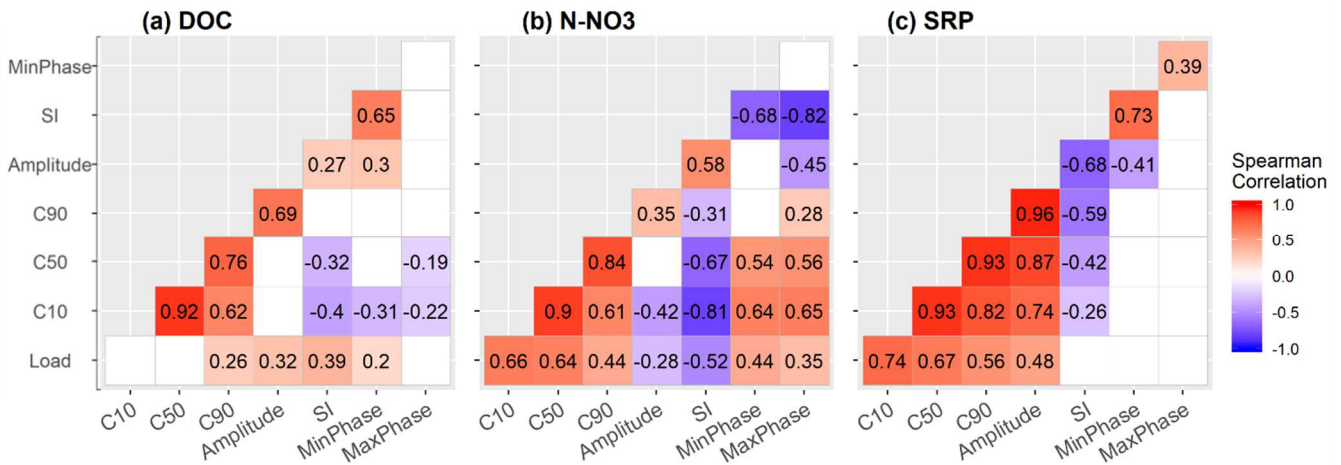 (a) DOC (b) N-NO3 (c) SRP
MinPhase 0.39
SI 0.65 -0.68 -0.82 0.73
Amplitude 0.27 0.3 0.58 -0.45 -0.68 -0.41
C90 0.69 0.35 -0.31 0.28 0.96 -0.59
C50 0.76 -0.32 -0.19 0.84 -0.67 0.54 0.56 0.93 0.87 -0.42
C10 0.92 0.62 -0.4 -0.31 -0.22 0.9 0.61 -0.42 -0.81 0.64 0.65 0.93 0.82 0.74 -0.26
Load 0.26 0.32 0.39 0.2 0.66 0.64 0.44 -0.28 -0.52 0.44 0.35 0.74 0.67 0.56 0.48
C10 C50 C90 Amplitude SI MinPhase MaxPhase C10 C50 C90 Amplitude SI MinPhase MaxPhase C10 C50 C90 Amplitude SI MinPhase MaxPhase
Spearman
Correlation
1.0
0.5
0.0
-0.5
-1.0